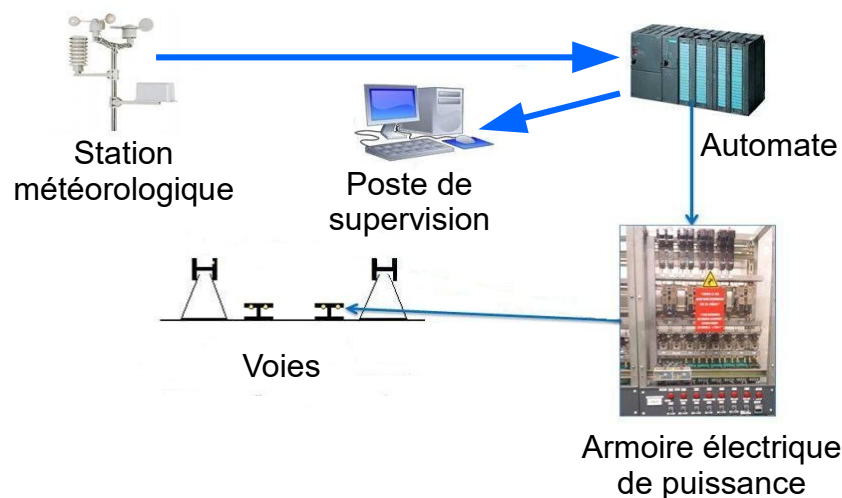 Station
météorologique
Poste de
supervision
Automate
Voies
Armoire électrique
de puissance